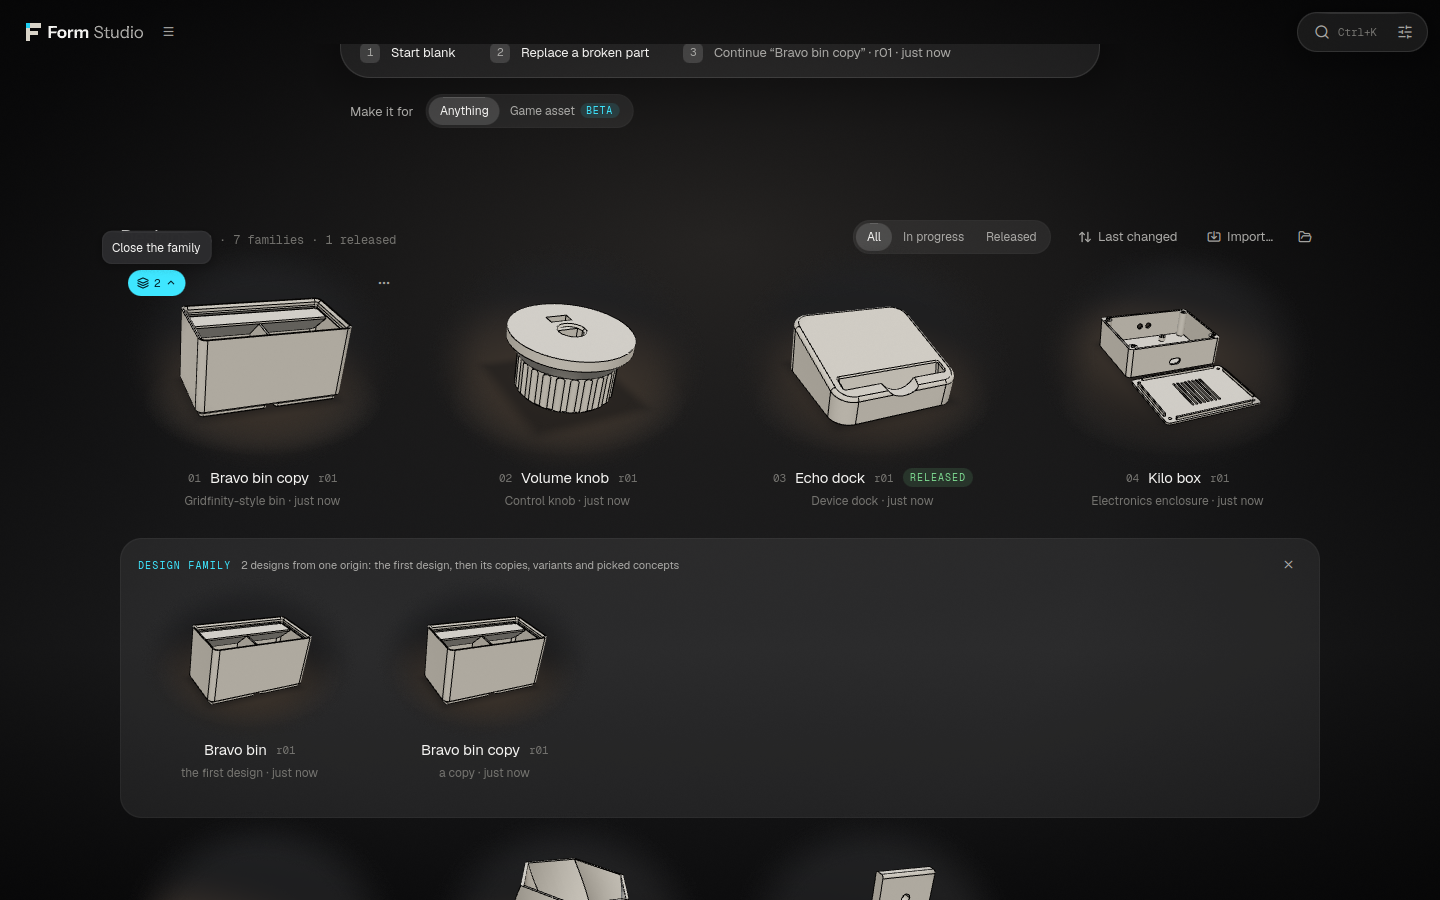 Form Studio
Ctrl+K
1 Start blank 2 Replace a broken part 3 Continue “Bravo bin copy” · r01 · just now
Make it for Anything Game asset BETA
Close the family
· 7 families · 1 released
All In progress Released Last changed Import...
2
01 Bravo bin copy r01
Gridfinity-style bin · just now
02 Volume knob r01
Control knob · just now
03 Echo dock r01 RELEASED
Device dock · just now
04 Kilo box r01
Electronics enclosure · just now
DESIGN FAMILY 2 designs from one origin: the first design, then its copies, variants and picked concepts
Bravo bin r01
the first design · just now
Bravo bin copy r01
a copy · just now